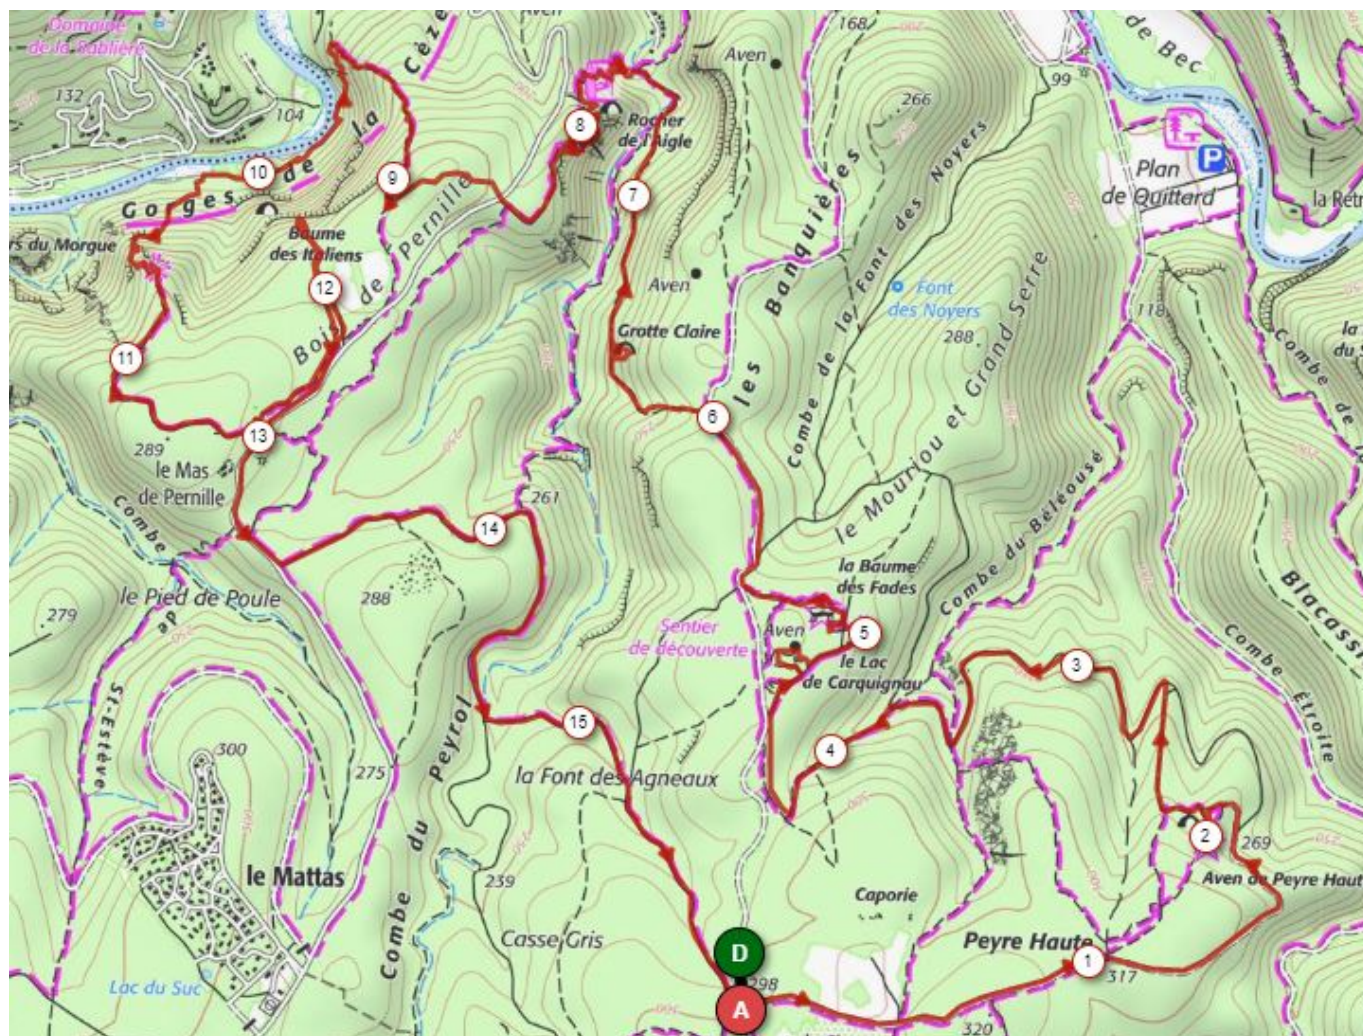 Domaine
de la Sablière
Cèze
Aven
168
200
de Bec
132
104
Aven
266
99
8
Rocher
de l'Aigle
P
Plan
de Quittard
la
10
9
Gorges
de
7
Baume
des Italiens
rs du Morgue
12
Bois
de
Pernille
Aven
les
Banquières
Combe de la Font des Noyers
Font
des Noyers
118
11
Grotte Claire
288
6
13
289
le Mas
de Pernille
Combe
le Mouriou et Grand Serre
Combe de
261
14
Combe du Béléousé
la Baume
des Fades
le Pied de Poule
279
288
de
St-Estève
Sentier
de découverte
Aven
5
le Lac
de Carquignau
3
Combe Étroite
15
4
300
275
la Font des Agneaux
Combe
du
Peyrol
2
269
Aven de Peyre Haut
le Mattas
239
Caporie
Casse Gris
D
Peyre Haute
1
317
Lac du Suc
298
A
320